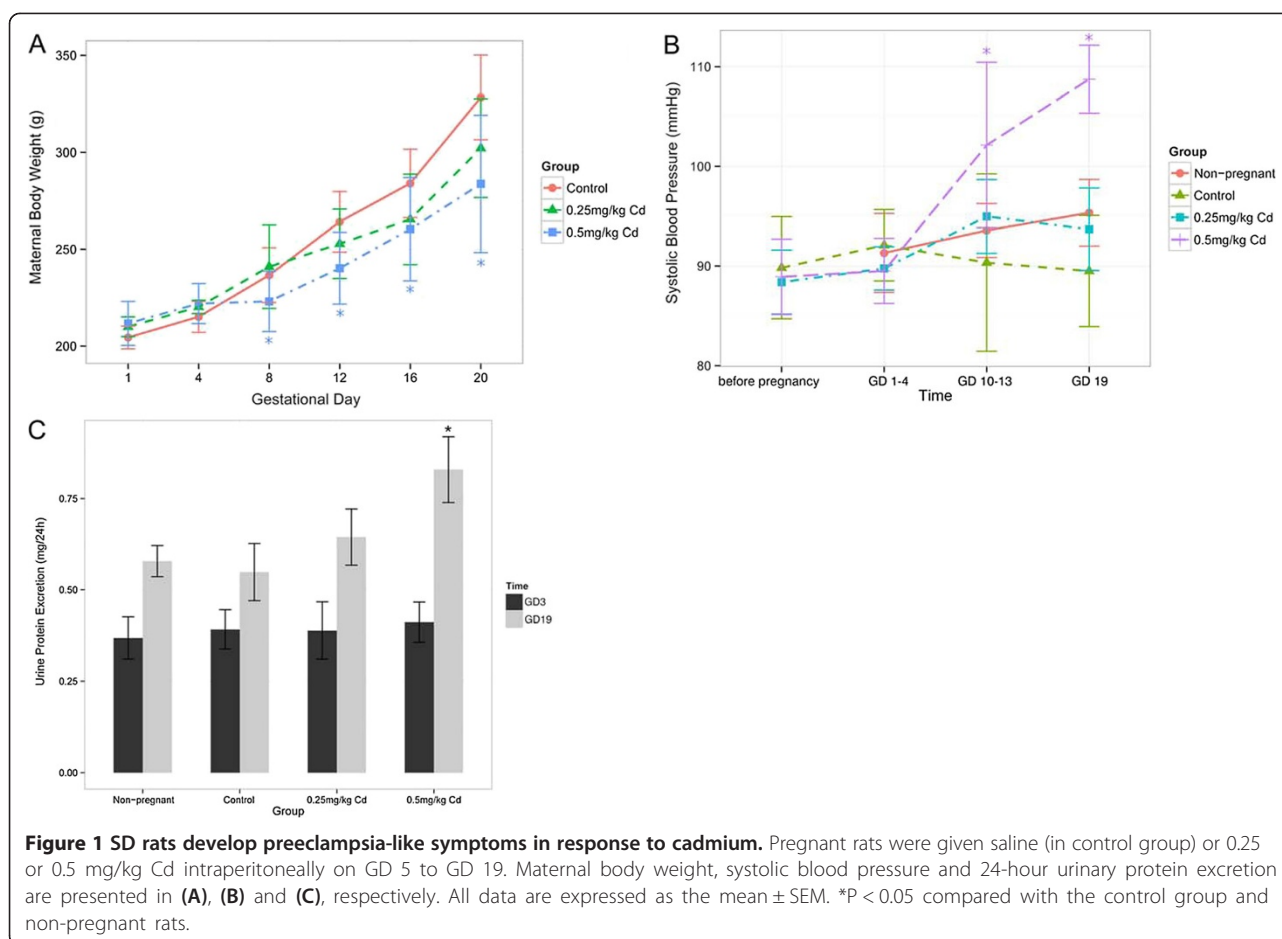 A
350
300
250
200
Maternal Body Weight (g)
1 4 8 12 16 20
Gestational Day
* * * *
Group
Control
0.25mg/kg Cd
0.5mg/kg Cd
B
110
100
90
80
Systolic Blood Pressure (mmHg)
before pregnancy GD 1-4 GD 10-13 GD 19
Time
* *
Group
Non-pregnant
Control
0.25mg/kg Cd
0.5mg/kg Cd
C
0.75
0.50
0.25
0.00
Urine Protein Excretion (mg/24h)
*
Non-pregnant Control 0.25mg/kg Cd 0.5mg/kg Cd
Group
Time
GD3
GD19
Figure 1 SD rats develop preeclampsia-like symptoms in response to cadmium. Pregnant rats were given saline (in control group) or 0.25
or 0.5 mg/kg Cd intraperitoneally on GD 5 to GD 19. Maternal body weight, systolic blood pressure and 24-hour urinary protein excretion
are presented in (A), (B) and (C), respectively. All data are expressed as the mean ± SEM. *P < 0.05 compared with the control group and
non-pregnant rats.